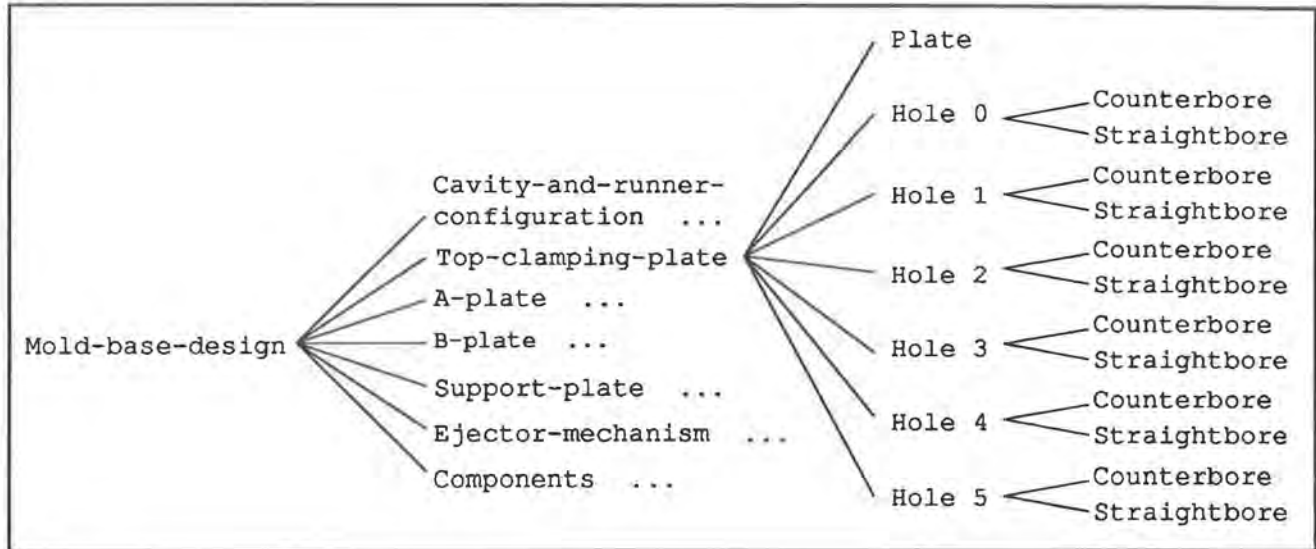 Plate
Hole 0
Counterbore
Straightbore
Cavity-and-runner-
configuration ...
Hole 1
Counterbore
Straightbore
Top-clamping-plate
A-plate ...
Hole 2
Counterbore
Straightbore
Mold-base-design
B-plate ...
Hole 3
Counterbore
Straightbore
Support-plate ...
Ejector-mechanism ...
Hole 4
Counterbore
Straightbore
Components ...
Hole 5
Counterbore
Straightbore